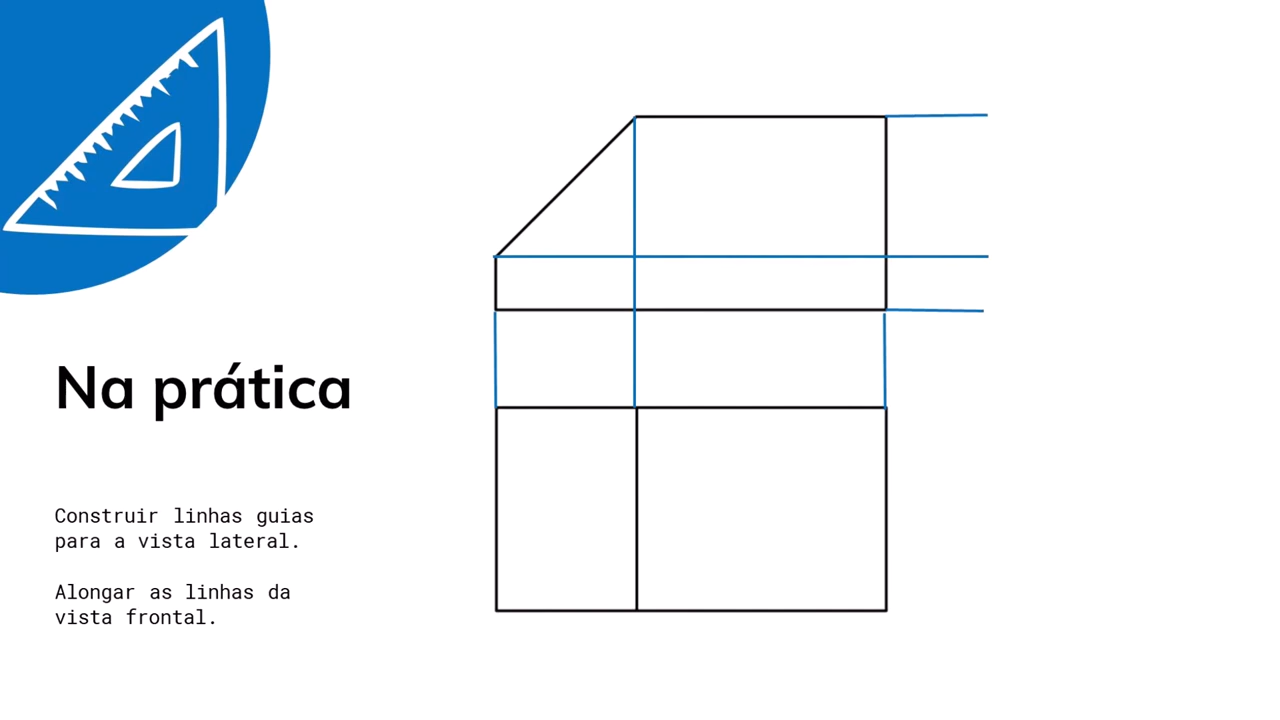 Na prática
Construir linhas guias
para a vista lateral.
Alongar as linhas da
vista frontal.